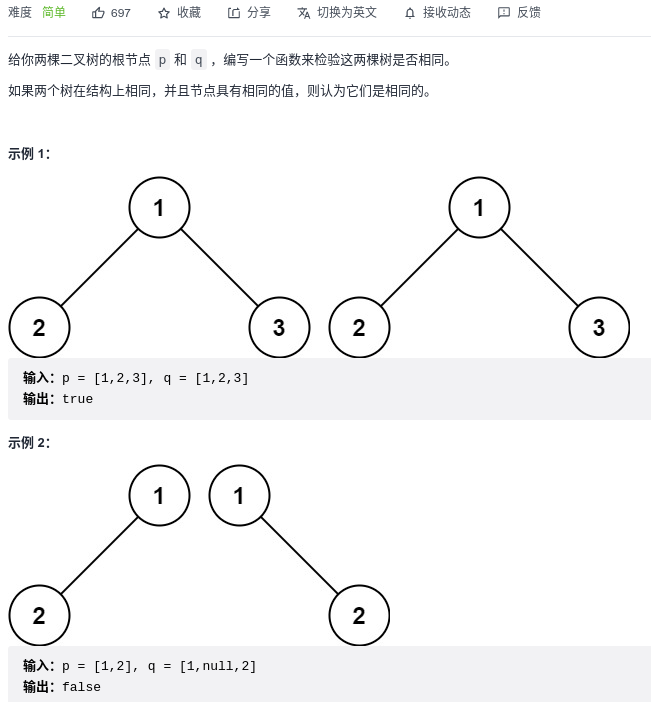 难度 简单 697 收藏 分享 切换为英文 接收动态 反馈
给你两棵二叉树的根节点 p 和 q ，编写一个函数来检验这两棵树是否相同。
如果两个树在结构上相同，并且节点具有相同的值，则认为它们是相同的。
示例 1：
1 1
2 3 2 3
输入：p = [1,2,3], q = [1,2,3]
输出：true
示例 2：
1 1
2 2
输入：p = [1,2], q = [1,null,2]
输出：false